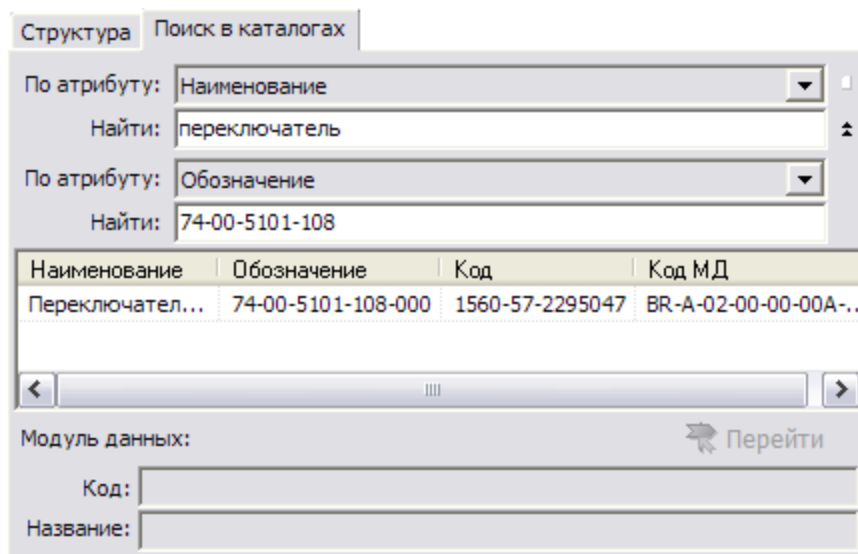 Структура Поиск в каталогах
По атрибуту: Наименование
Найти: переключатель
По атрибуту: Обозначение
Найти: 74-00-5101-108
Наименование Обозначение Код Код МД
Переключател... 74-00-5101-108-000 1560-57-2295047 BR-A-02-00-00-00A-..
Модуль данных: Перейти
Код:
Название: